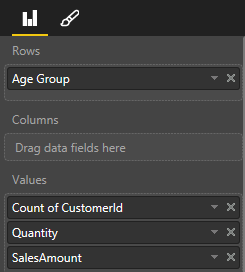 Rows
Age Group
Columns
Drag data fields here
Values
Count of CustomerId
Quantity
SalesAmount